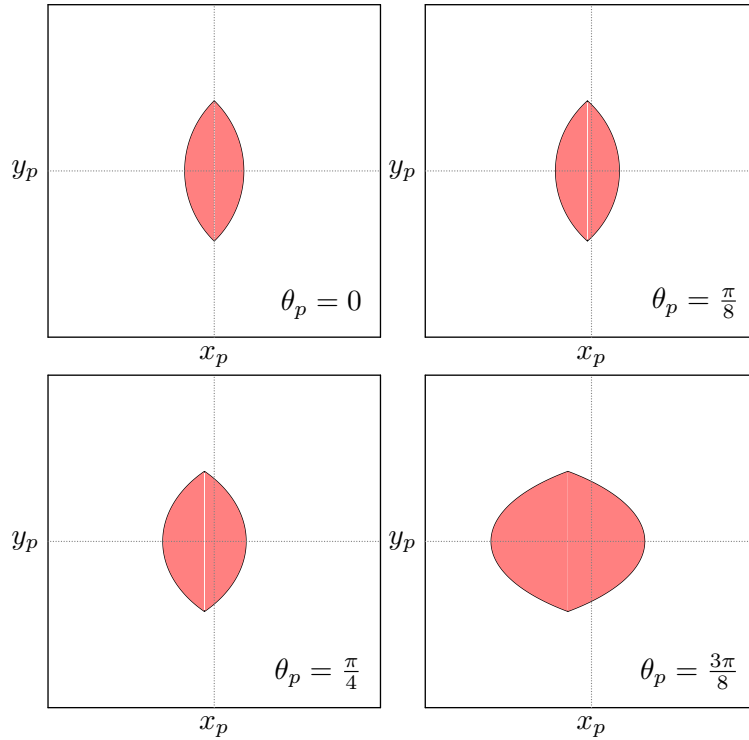 y_p
θ_p = 0
x_p
y_p
θ_p = π/8
x_p
y_p
θ_p = π/4
x_p
y_p
θ_p = 3π/8
x_p